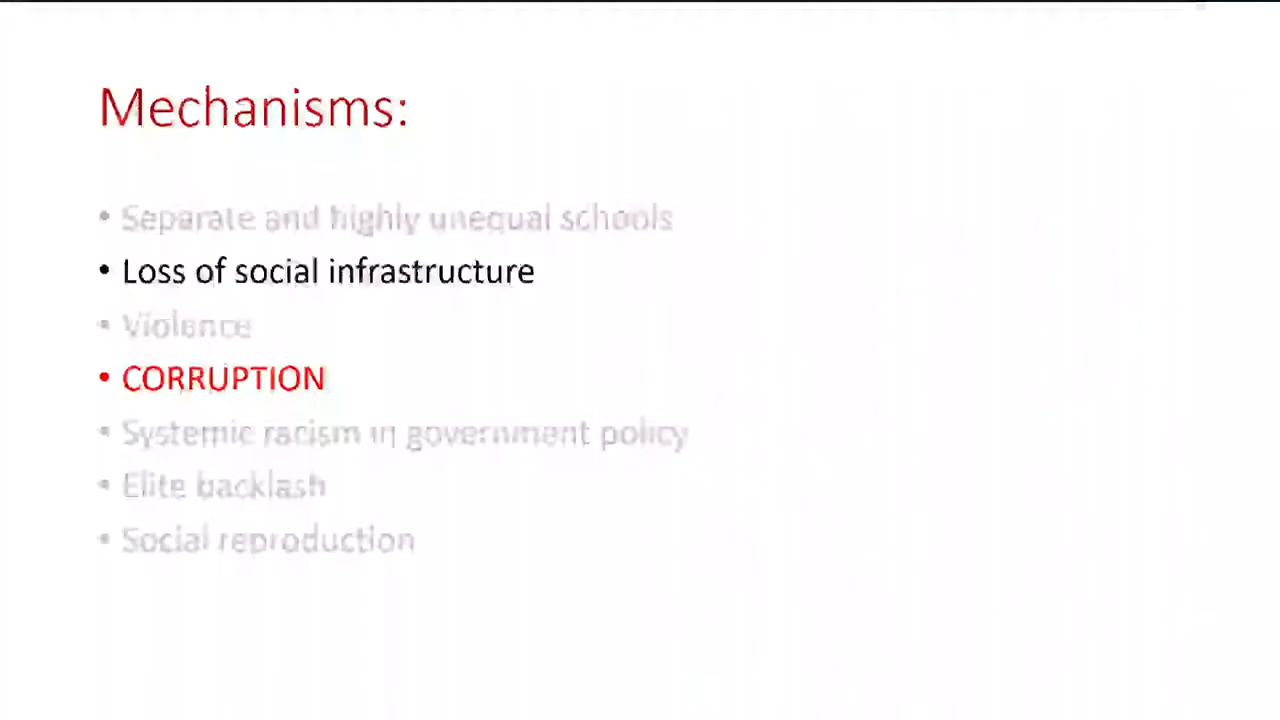 Mechanisms:
• Separate and highly unequal schools
• Loss of social infrastructure
• Violence
• CORRUPTION
• Systemic racism in government policy
• Elite backlash
• Social reproduction